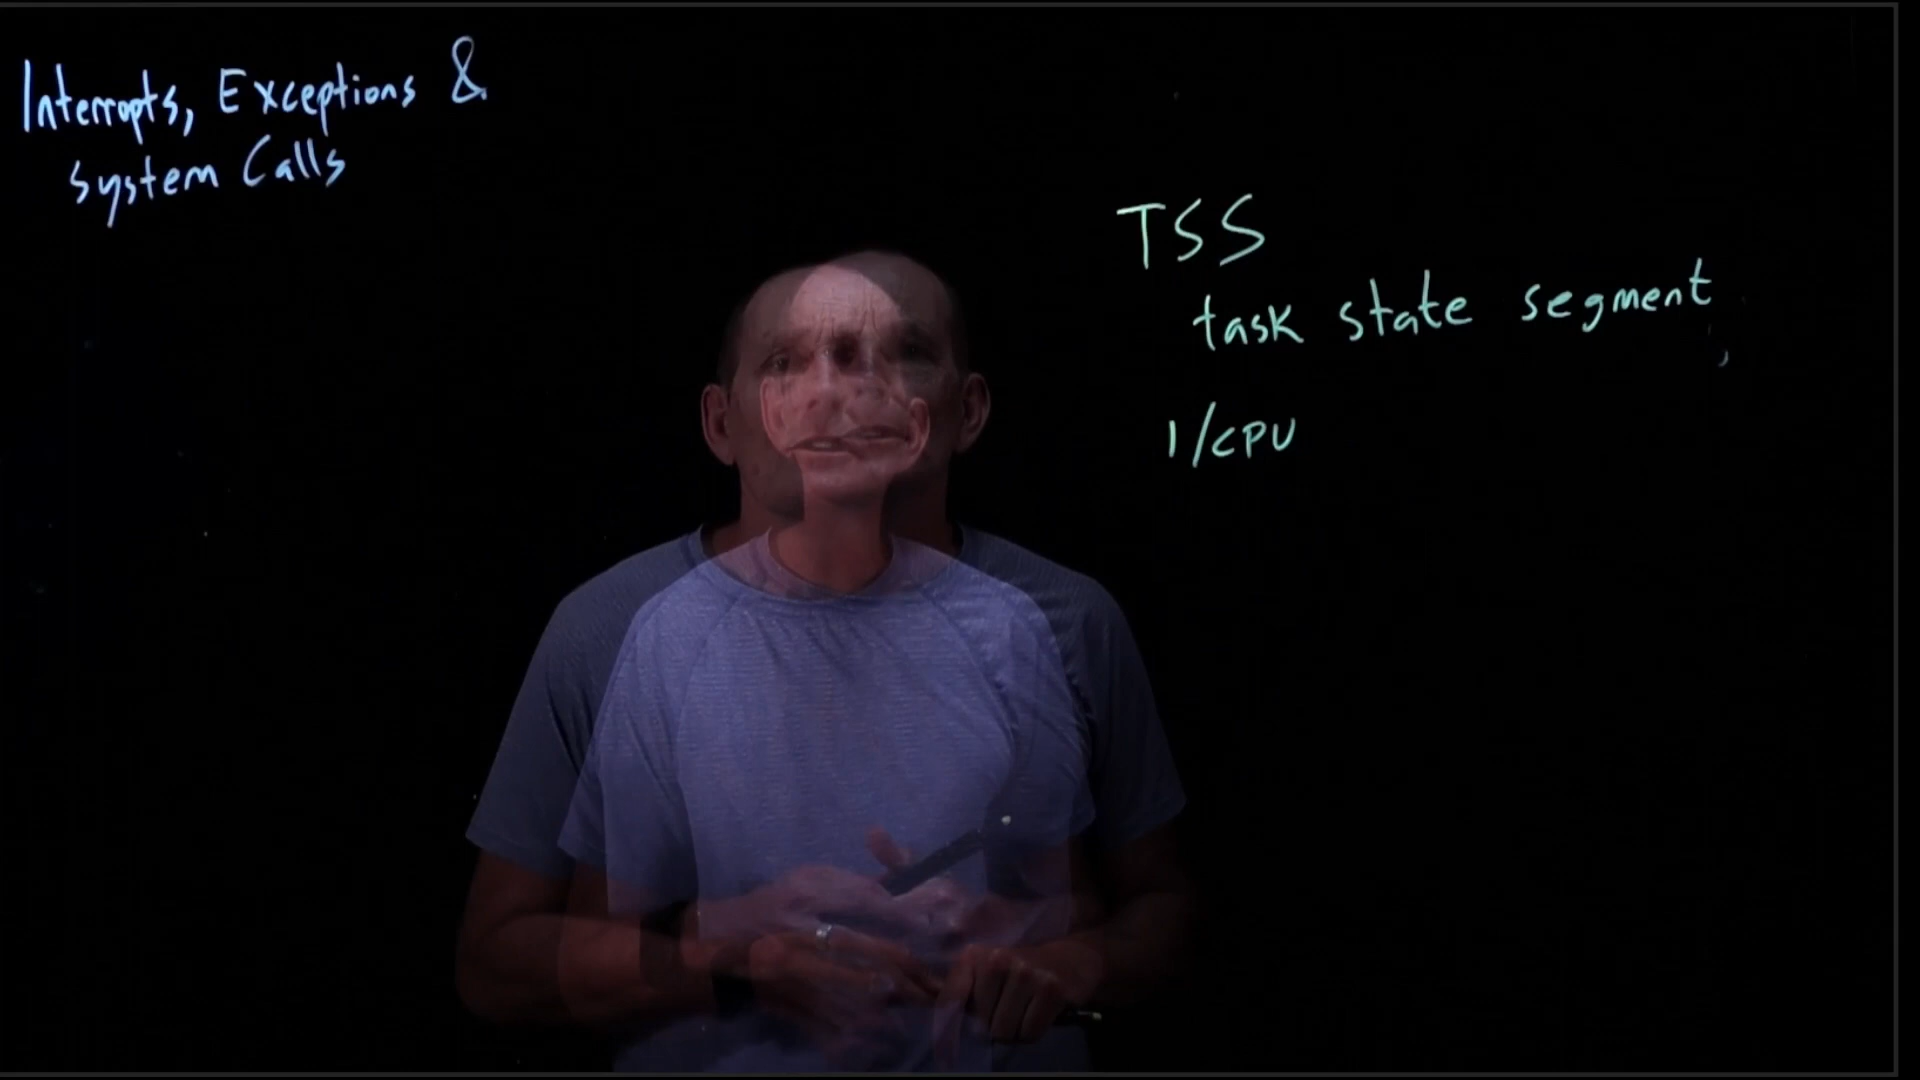 Interrupts, Exceptions &
System Calls
TSS
task state segment
1/CPU